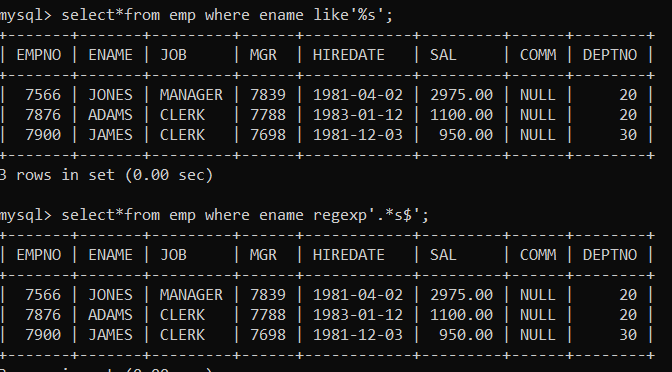 mysql> select*from emp where ename like'%s';
+-------+-------+---------+------+------------+---------+------+--------+
| EMPNO | ENAME | JOB | MGR | HIREDATE | SAL | COMM | DEPTNO |
+-------+-------+---------+------+------------+---------+------+--------+
| 7566 | JONES | MANAGER | 7839 | 1981-04-02 | 2975.00 | NULL | 20 |
| 7876 | ADAMS | CLERK | 7788 | 1983-01-12 | 1100.00 | NULL | 20 |
| 7900 | JAMES | CLERK | 7698 | 1981-12-03 | 950.00 | NULL | 30 |
+-------+-------+---------+------+------------+---------+------+--------+
3 rows in set (0.00 sec)
mysql> select*from emp where ename regexp'.*s$';
+-------+-------+---------+------+------------+---------+------+--------+
| EMPNO | ENAME | JOB | MGR | HIREDATE | SAL | COMM | DEPTNO |
+-------+-------+---------+------+------------+---------+------+--------+
| 7566 | JONES | MANAGER | 7839 | 1981-04-02 | 2975.00 | NULL | 20 |
| 7876 | ADAMS | CLERK | 7788 | 1983-01-12 | 1100.00 | NULL | 20 |
| 7900 | JAMES | CLERK | 7698 | 1981-12-03 | 950.00 | NULL | 30 |
+-------+-------+---------+------+------------+---------+------+--------+